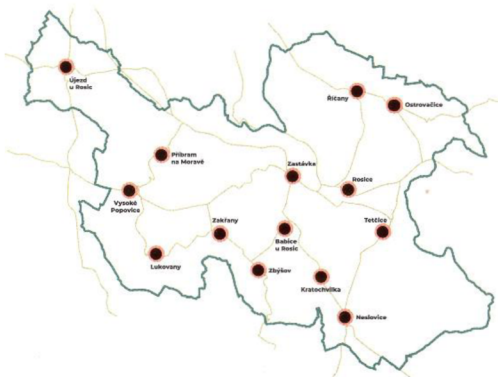 Újezd
u Rosic
Říčany
Ostrovačice
Příbram
na Moravě
Zastávka
Rosice
Vysoké
Popovice
Zakřany
Babice
u Rosic
Tetčice
Lukovany
Zbýšov
Kratochvilka
Neslovice